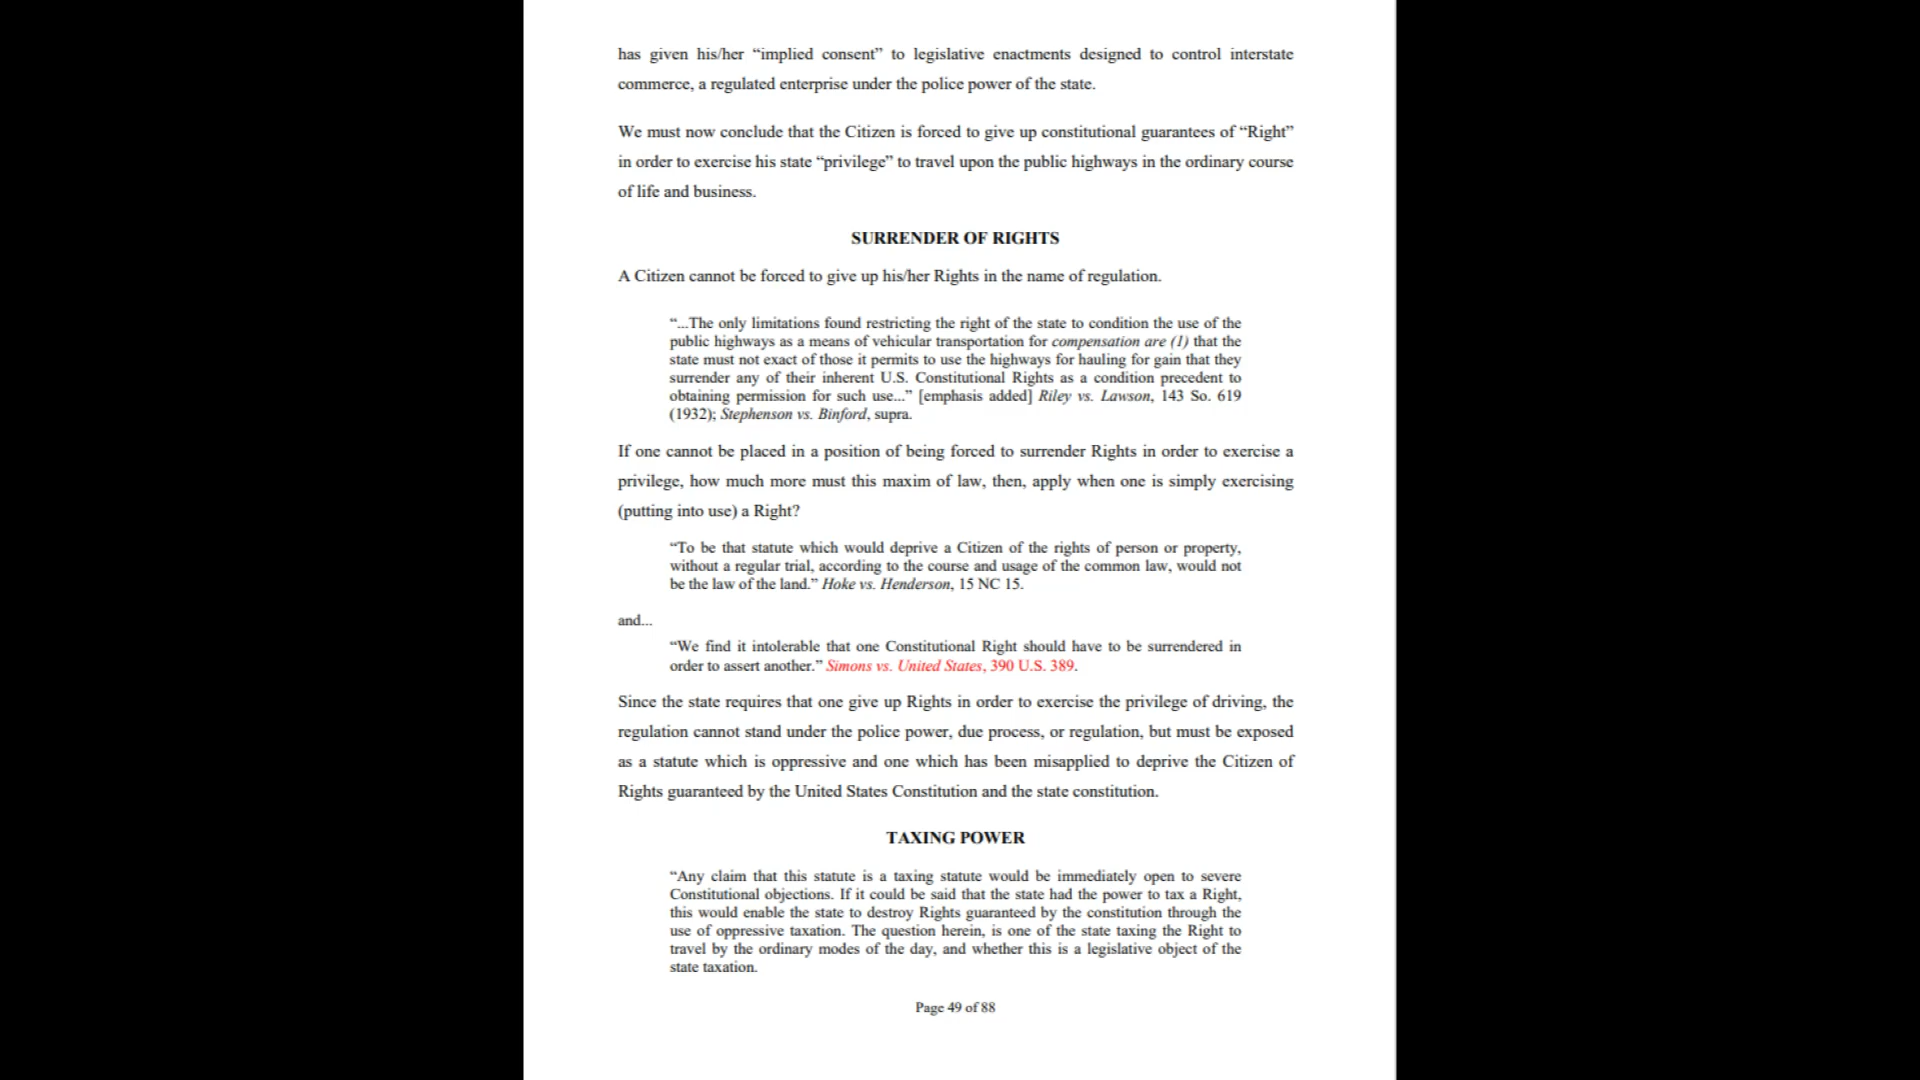 has given his/her “implied consent” to legislative enactments designed to control interstate
commerce, a regulated enterprise under the police power of the state.
We must now conclude that the Citizen is forced to give up constitutional guarantees of “Right”
in order to exercise his state “privilege” to travel upon the public highways in the ordinary course
of life and business.
SURRENDER OF RIGHTS
A Citizen cannot be forced to give up his/her Rights in the name of regulation.
“...The only limitations found restricting the right of the state to condition the use of the
public highways as a means of vehicular transportation for compensation are (1) that the
state must not exact of those it permits to use the highways for hauling for gain that they
surrender any of their inherent U.S. Constitutional Rights as a condition precedent to
obtaining permission for such use...” [emphasis added] Riley vs. Lawson, 143 So. 619
(1932); Stephenson vs. Binford, supra.
If one cannot be placed in a position of being forced to surrender Rights in order to exercise a
privilege, how much more must this maxim of law, then, apply when one is simply exercising
(putting into use) a Right?
“To be that statute which would deprive a Citizen of the rights of person or property,
without a regular trial, according to the course and usage of the common law, would not
be the law of the land.” Hoke vs. Henderson, 15 NC 15.
and...
“We find it intolerable that one Constitutional Right should have to be surrendered in
order to assert another.” Simons vs. United States, 390 U.S. 389.
Since the state requires that one give up Rights in order to exercise the privilege of driving, the
regulation cannot stand under the police power, due process, or regulation, but must be exposed
as a statute which is oppressive and one which has been misapplied to deprive the Citizen of
Rights guaranteed by the United States Constitution and the state constitution.
TAXING POWER
“Any claim that this statute is a taxing statute would be immediately open to severe
Constitutional objections. If it could be said that the state had the power to tax a Right,
this would enable the state to destroy Rights guaranteed by the constitution through the
use of oppressive taxation. The question herein, is one of the state taxing the Right to
travel by the ordinary modes of the day, and whether this is a legislative object of the
state taxation.
Page 49 of 88